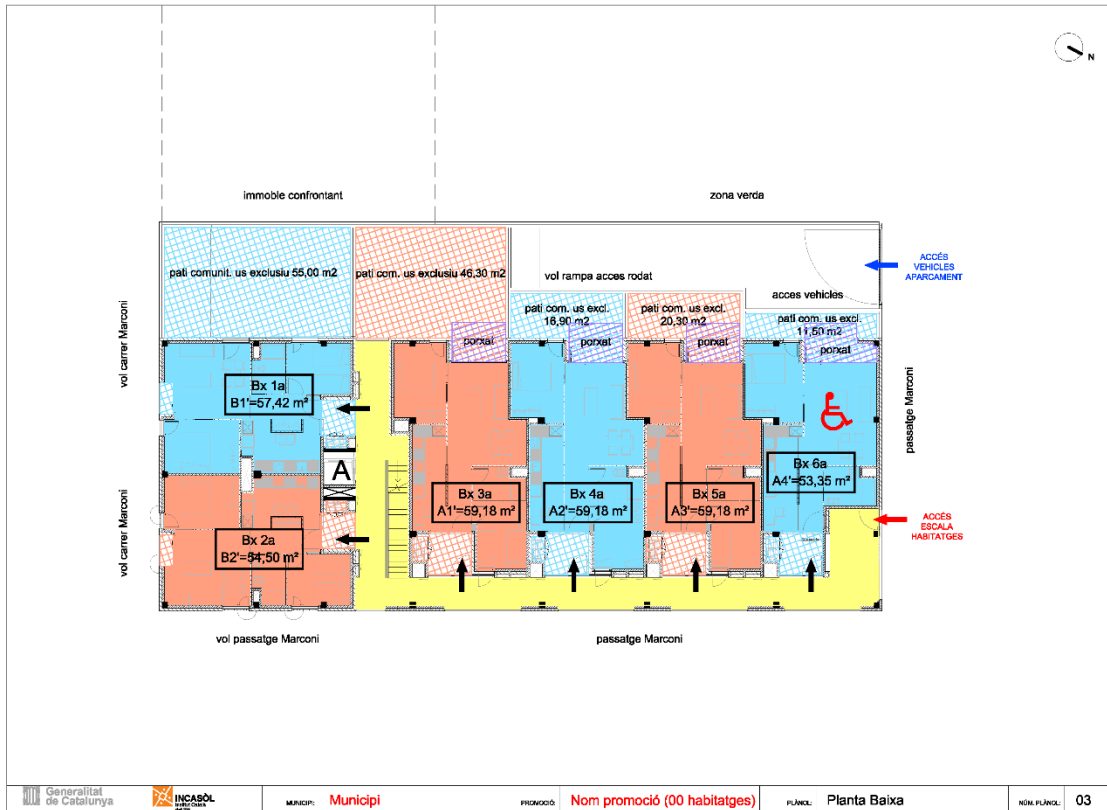 N
immoble confrontant
zona verda
pati comunit. us exclusiu 55,00 m2
pati com. us exclusiu 46,30 m2
vol rampa acces rodat
ACCÉS
VEHICLES
APARCAMENT
acces vehicles
pati com. us excl.
16,90 m2
pati com. us excl.
20,30 m2
pati com. us excl.
11,50 m2
porxat
porxat
porxat
porxat
vol carrer Marconi
passatge Marconi
Bx 1a
B1'=57,42 m²
A
Bx 2a
B2'=54,50 m²
Bx 3a
A1'=59,18 m²
Bx 4a
A2'=59,18 m²
Bx 5a
A3'=59,18 m²
Bx 6a
A4'=53,35 m²
vol carrer Marconi
ACCÉS
ESCALA
HABITATGES
vol passatge Marconi
passatge Marconi
Generalitat
de Catalunya
INCASÒL
Institut Català
MUNICIPI: Municipi
PROMOCIÓ: Nom promoció (00 habitatges)
PLÀNOL: Planta Baixa
NÚM. PLÀNOL: 03